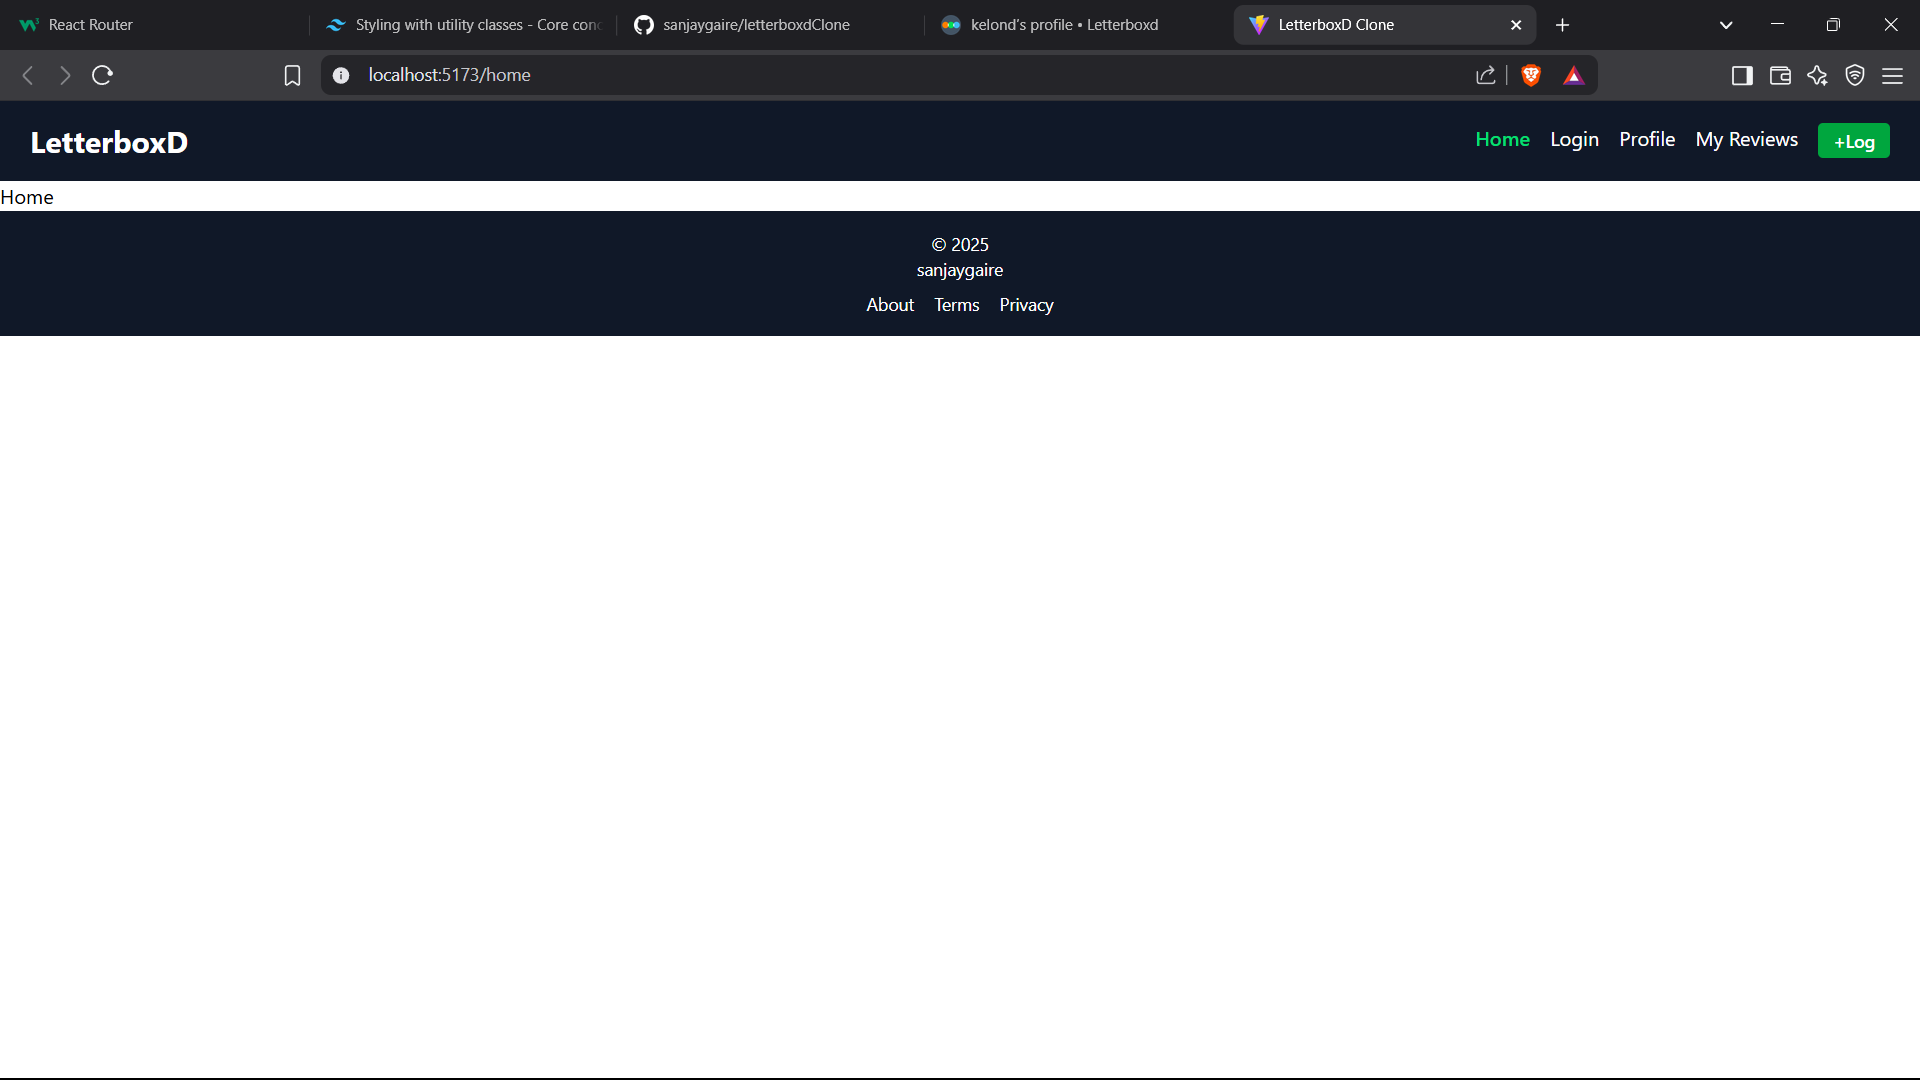 React Router
Styling with utility classes - Core con
sanjaygaire/letterboxdClone
kelond's profile • Letterboxd
LetterboxD Clone
localhost:5173/home
LetterboxD
Home
Login
Profile
My Reviews
+Log
Home
© 2025
sanjaygaire
About
Terms
Privacy